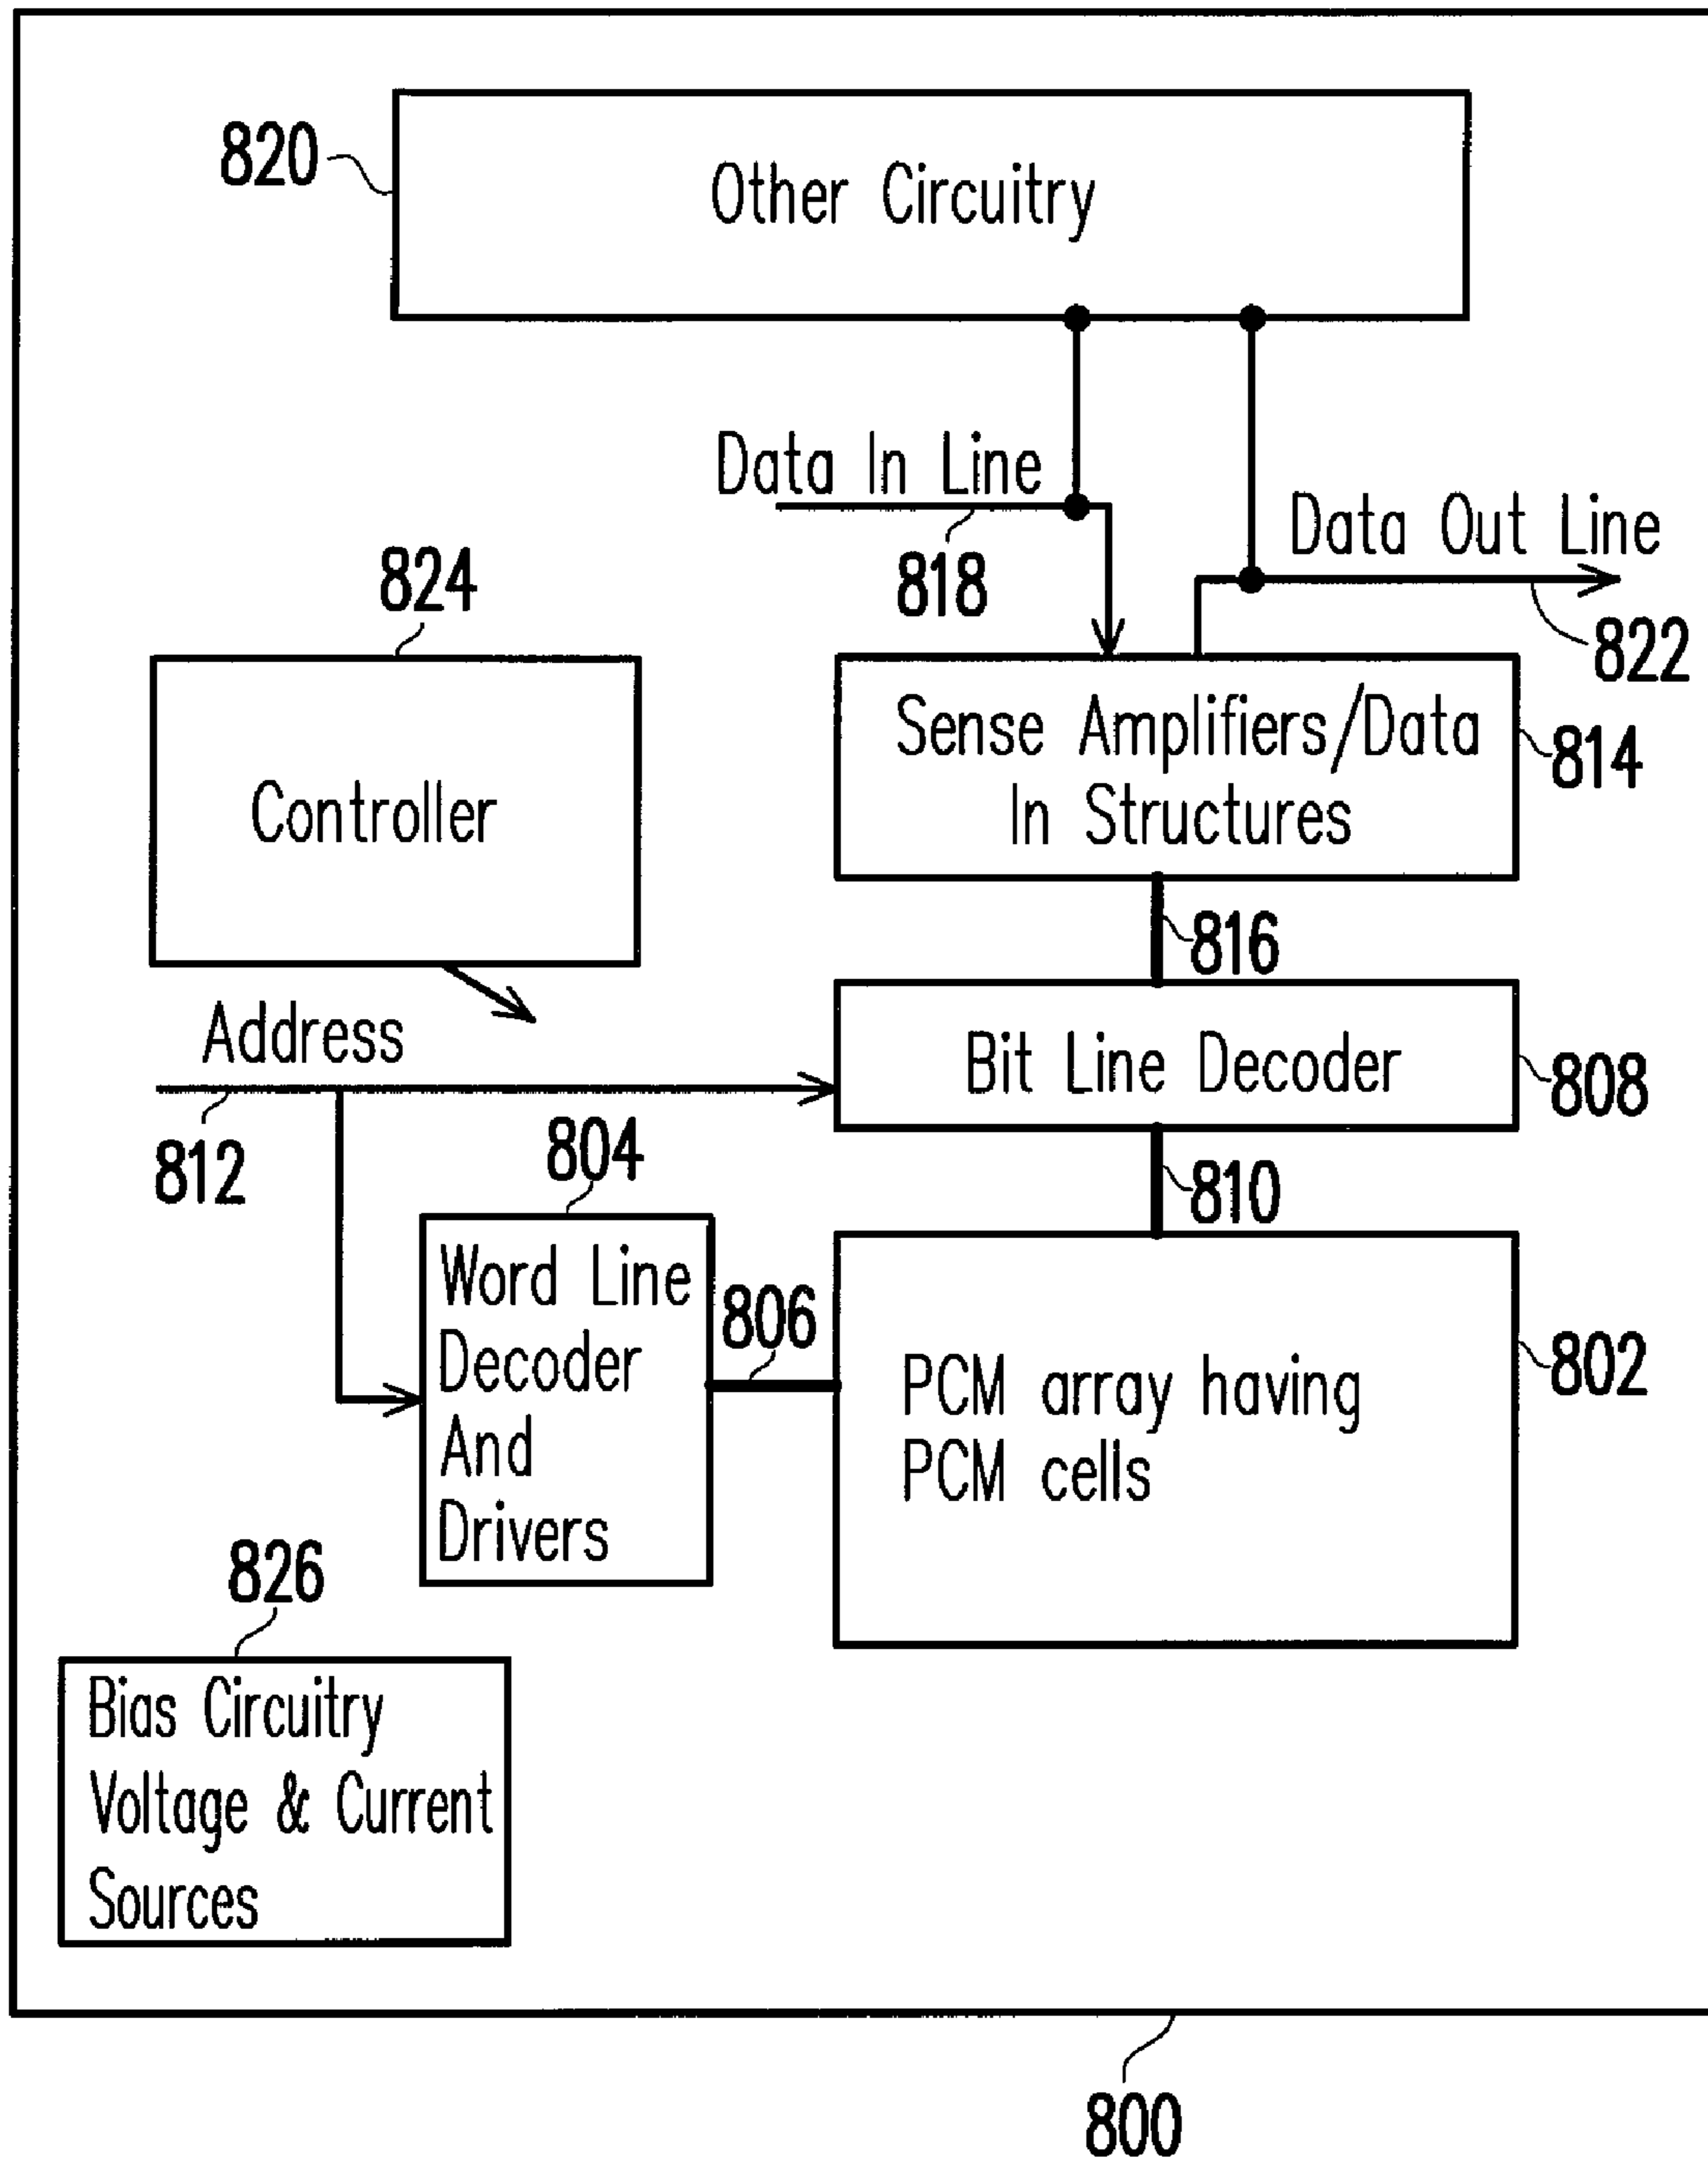 820
Other Circuitry
Data In Line
818
Data Out Line
822
824
Controller
Sense Amplifiers/Data
In Structures
814
816
Address
812
Bit Line Decoder
808
810
804
Word Line
Decoder
And
Drivers
806
PCM array having
PCM cells
802
826
Bias Circuitry
Voltage & Current
Sources
800